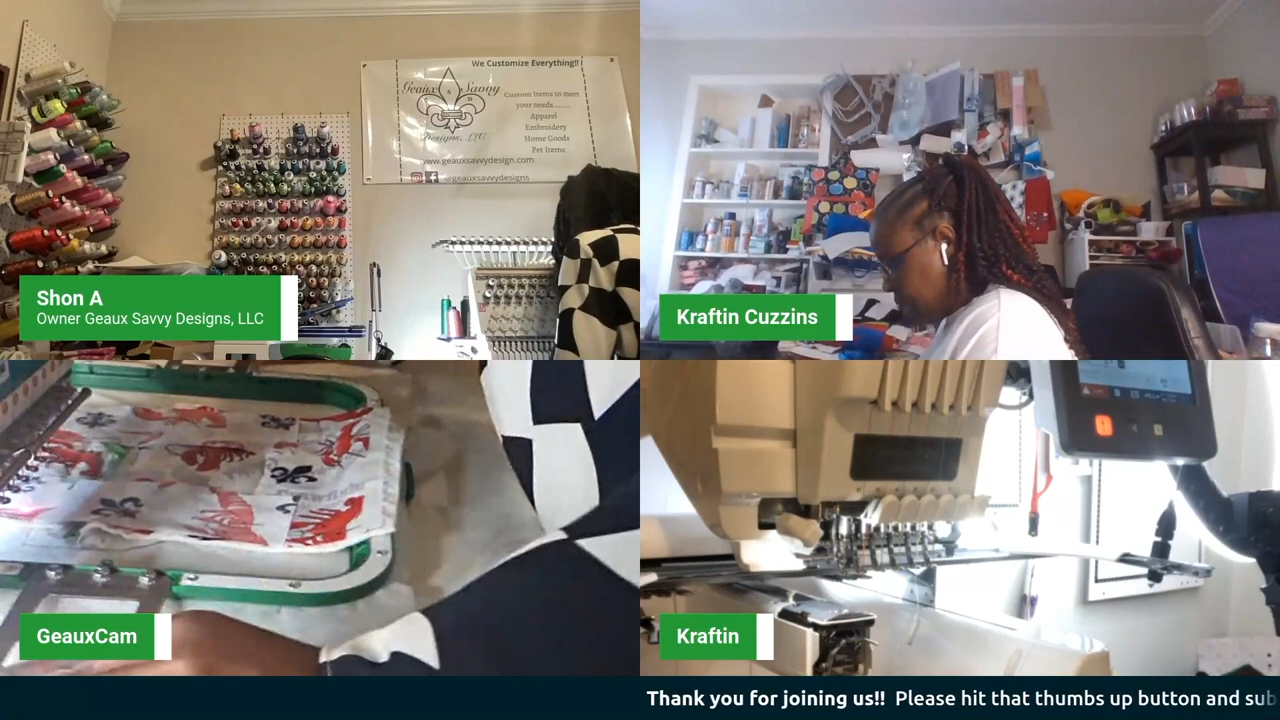 We Customize Everything!!
Geaux Savvy
Designs, LLC
Custom Items to meet
your needs.........
Apparel
Embroidery
Home Goods
Pet Items
www.geauxsavvydesign.com
@geauxsavvydesigns
Shon A
Owner Geaux Savvy Designs, LLC
Kraftin Cuzzins
GeauxCam
Kraftin
Thank you for joining us!! Please hit that thumbs up button and sub